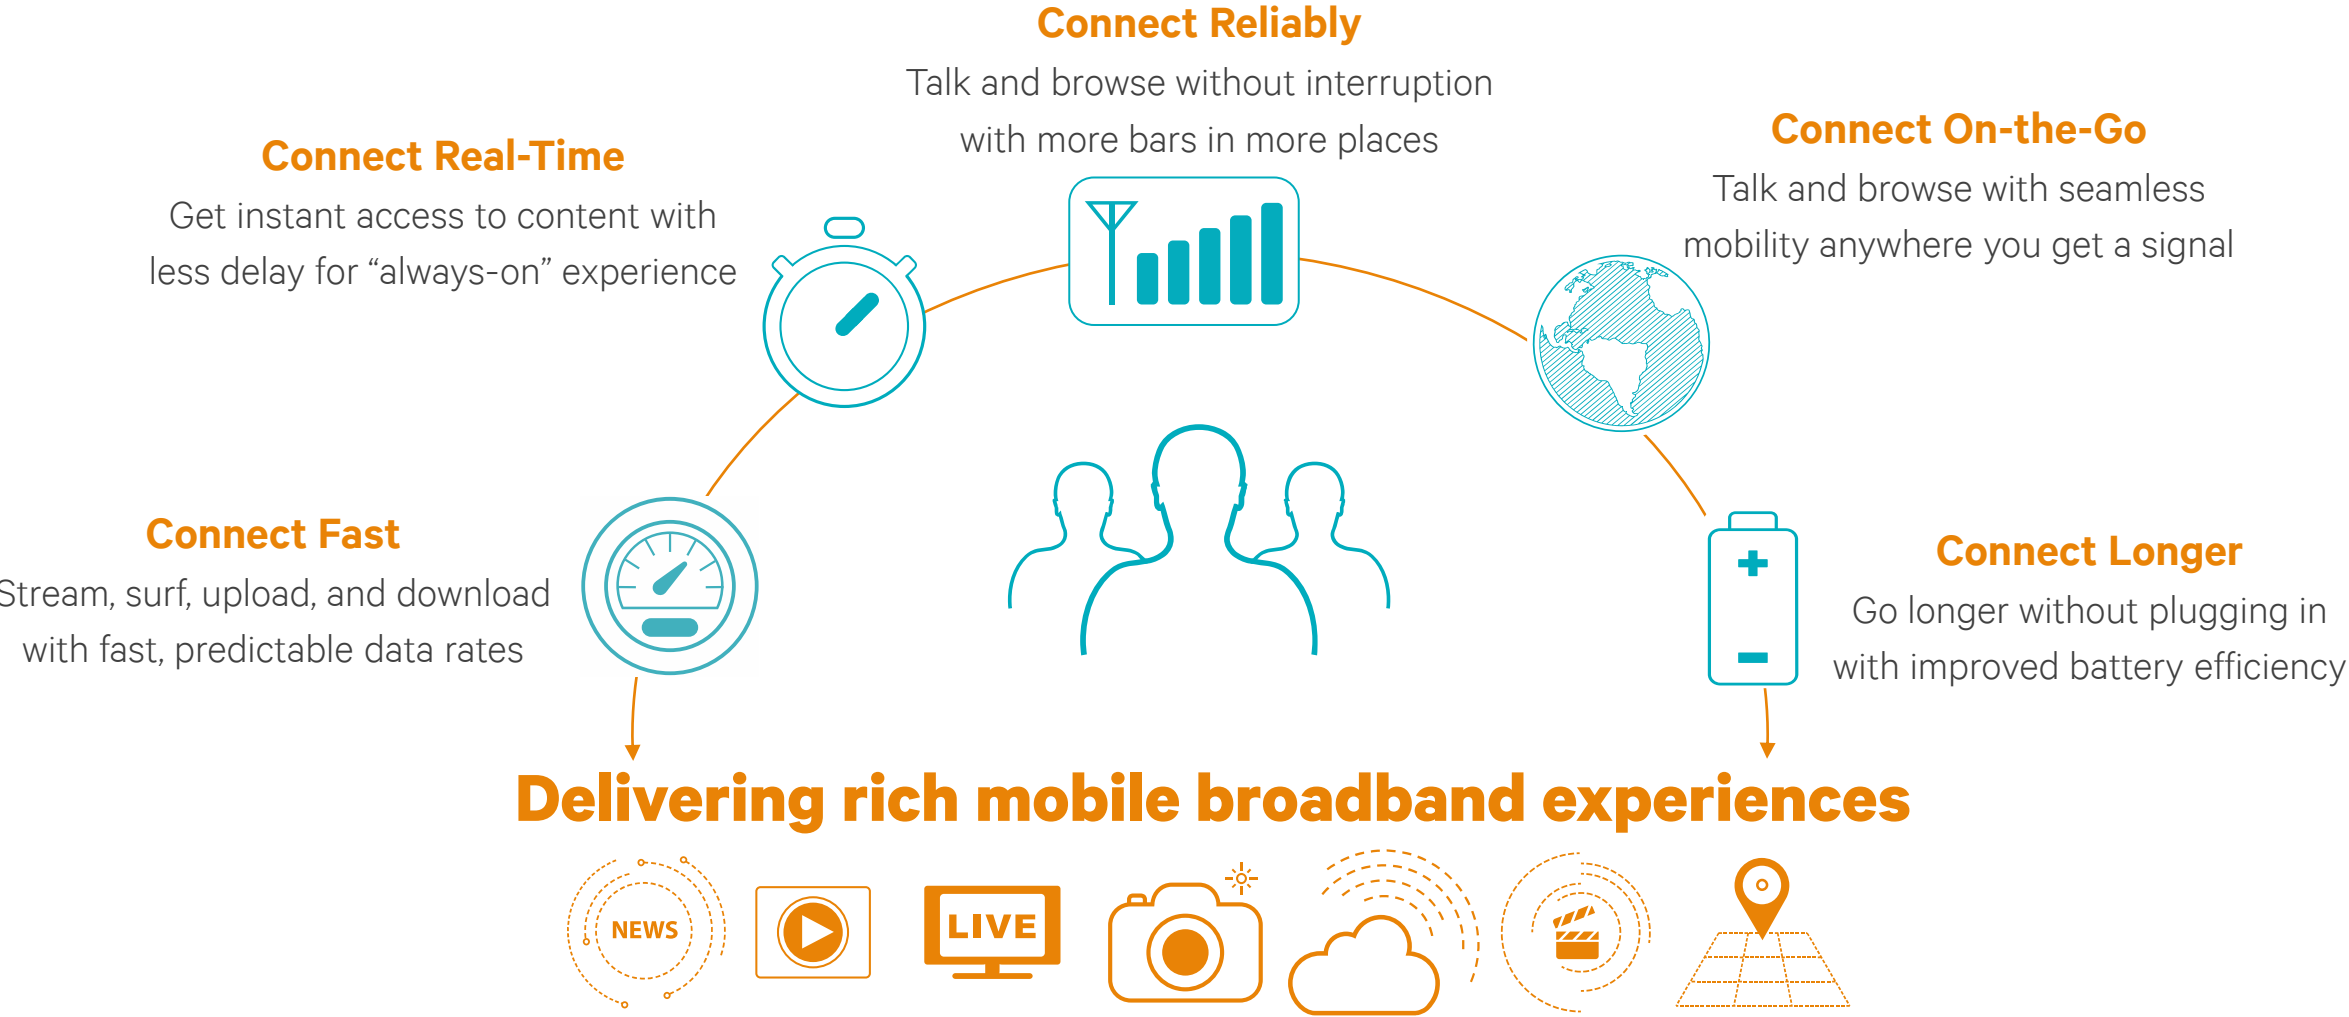 Connect Reliably
Talk and browse without interruption
with more bars in more places
Connect Real-Time
Get instant access to content with
less delay for “always-on” experience
Connect On-the-Go
Talk and browse with seamless
mobility anywhere you get a signal
Connect Fast
Stream, surf, upload, and download
with fast, predictable data rates
Connect Longer
Go longer without plugging in
with improved battery efficiency
Delivering rich mobile broadband experiences
NEWS
LIVE